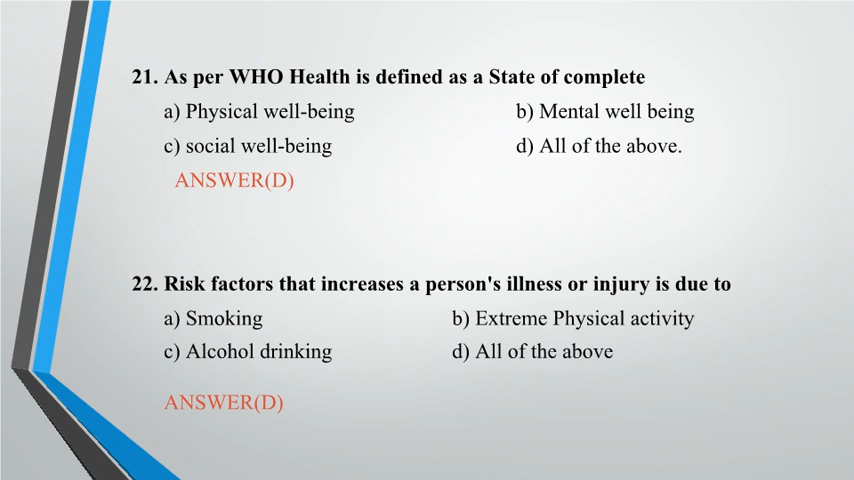 21. As per WHO Health is defined as a State of complete
a) Physical well-being b) Mental well being
c) social well-being d) All of the above.
ANSWER(D)
22. Risk factors that increases a person's illness or injury is due to
a) Smoking b) Extreme Physical activity
c) Alcohol drinking d) All of the above
ANSWER(D)